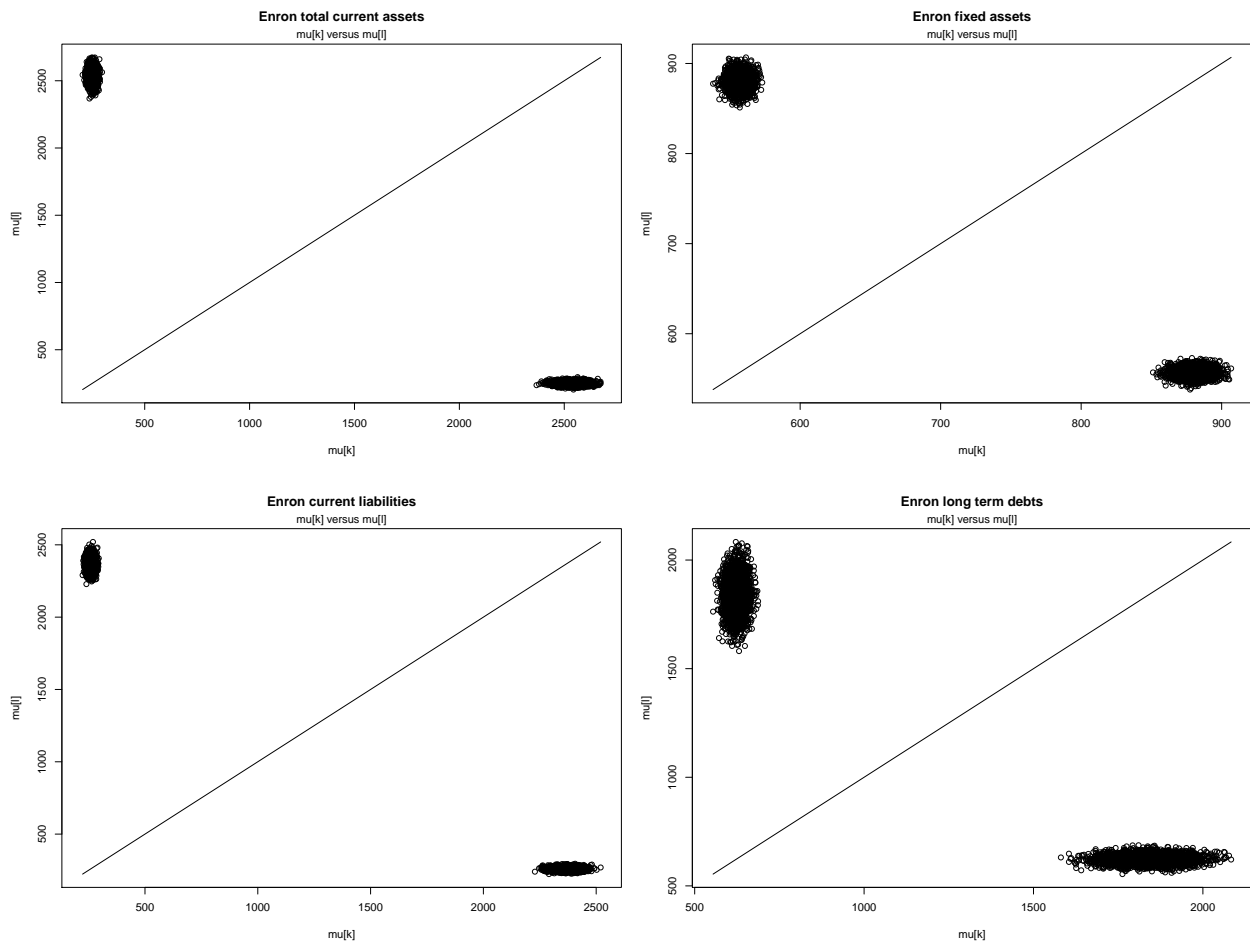 Enron total current assets
mu[k] versus mu[l]
2500
2000
1500
1000
500
mu[l]
500
1000
1500
2000
2500
mu[k]
Enron fixed assets
mu[k] versus mu[l]
900
800
700
600
mu[l]
600
700
800
900
mu[k]
Enron current liabilities
mu[k] versus mu[l]
2500
2000
1500
1000
500
mu[l]
500
1000
1500
2000
2500
mu[k]
Enron long term debts
mu[k] versus mu[l]
2000
1500
1000
500
mu[l]
500
1000
1500
2000
mu[k]